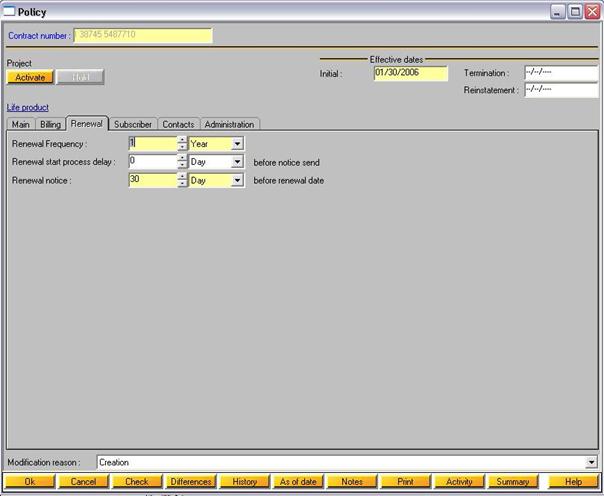 Policy
Contract number : 38745 5487710
Project
Activate Hold
Effective dates
Initial : 01/30/2006 Termination : --/--/----
Reinstatement : --/--/----
Life product
Main Billing Renewal Subscriber Contacts Administration
Renewal Frequency : 1 Year
Renewal start process delay : 0 Day before notice send
Renewal notice : 30 Day before renewal date
Modification reason : Creation
Ok Cancel Check Differences History As of date Notes Print Activity Summary Help